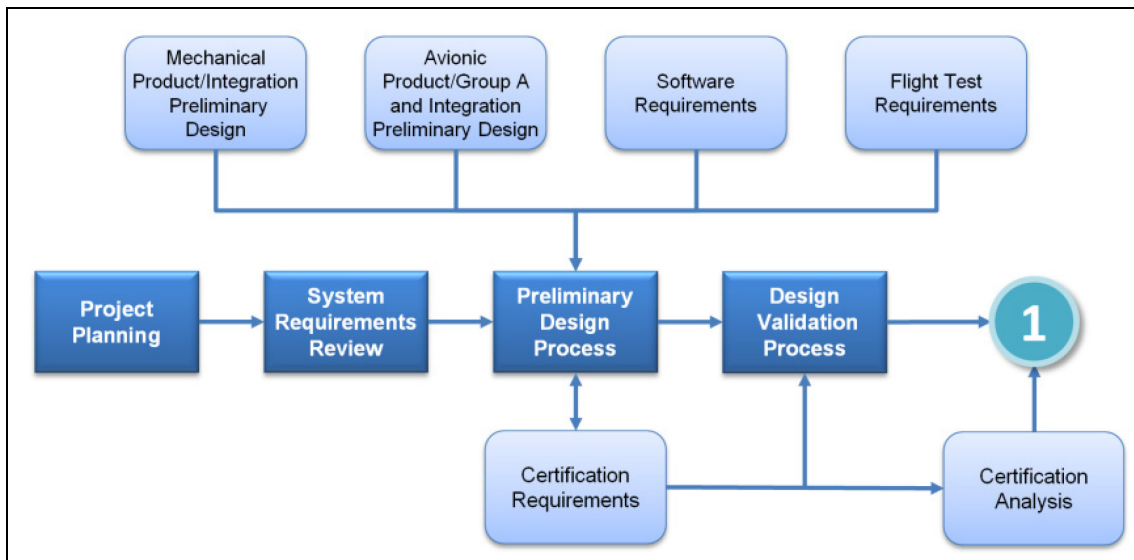 Mechanical
Product/Integration
Preliminary
Design
Avionic
Product/Group A
and Integration
Preliminary Design
Software
Requirements
Flight Test
Requirements
Project
Planning
System
Requirements
Review
Preliminary
Design
Process
Design
Validation
Process
1
Certification
Requirements
Certification
Analysis